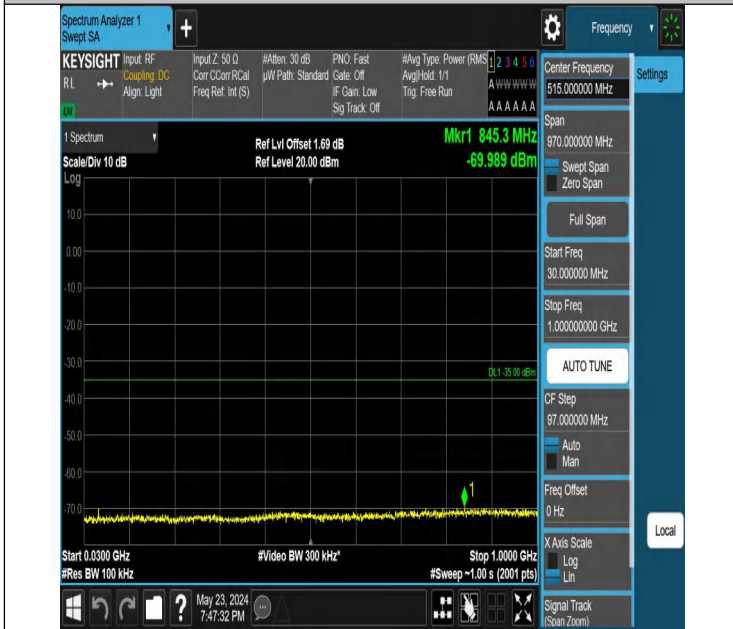 Spectrum Analyzer 1
Swept SA
+
Frequency
KEYSIGHT
RL
Input: RF
Coupling: DC
Align: Light
Input Z: 50 Ω
Corr CCorr RCal
Freq Ref: Int (S)
#Atten: 30 dB
µW Path: Standard
PNO: Fast
Gate: Off
IF Gain: Low
Sig Track: Off
#Avg Type: Power (RMS
Avg|Hold: 1/1
Trig: Free Run
1 2 3 4 5 6
A W W W W W
A A A A A A
1 Spectrum
Scale/Div 10 dB
Log
Ref Lvl Offset 1.69 dB
Ref Level 20.00 dBm
Mkr1 845.3 MHz
-69.989 dBm
10.0
0.00
-10.0
-20.0
-30.0
DL1 -35.00 dBm
-40.0
-50.0
-60.0
-70.0
1
Start 0.0300 GHz
#Res BW 100 kHz
#Video BW 300 kHz*
Stop 1.0000 GHz
#Sweep ~1.00 s (2001 pts)
?
May 23, 2024
7:47:32 PM
Center Frequency
515.000000 MHz
Settings
Span
970.000000 MHz
Swept Span
Zero Span
Full Span
Start Freq
30.000000 MHz
Stop Freq
1.000000000 GHz
AUTO TUNE
CF Step
97.000000 MHz
Auto
Man
Freq Offset
0 Hz
Local
X Axis Scale
Log
Lin
Signal Track
(Span Zoom)